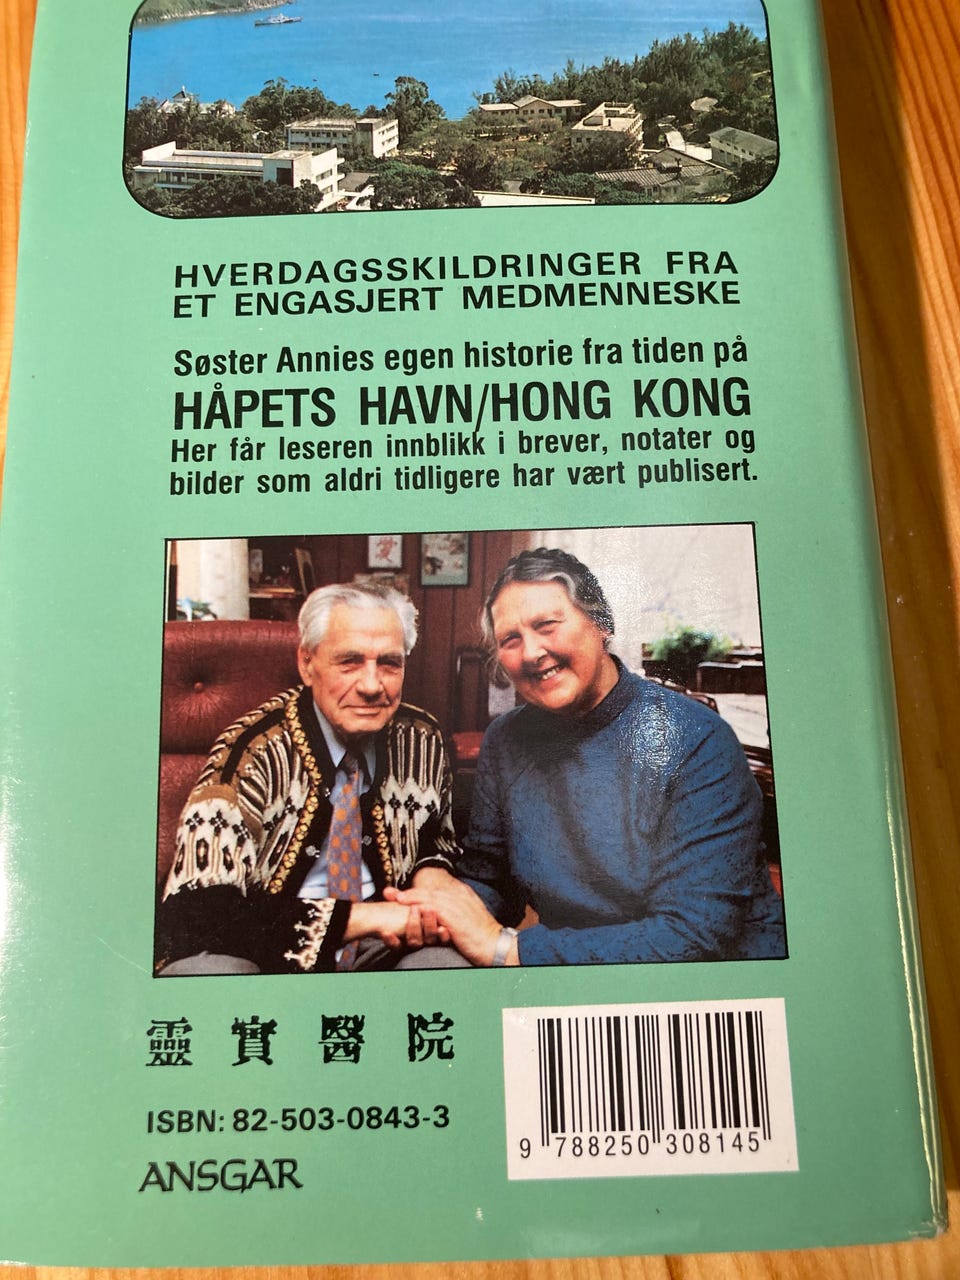 HVERDAGSSKILDRINGER FRA
ET ENGASJERT MEDMENNESKE
Søster Annies egen historie fra tiden på
HÅPETS HAVN/HONG KONG
Her får leseren innblikk i brever, notater og
bilder som aldri tidligere har vært publisert.
靈實醫院
ISBN: 82-503-0843-3
ANSGAR
9 788250 308145